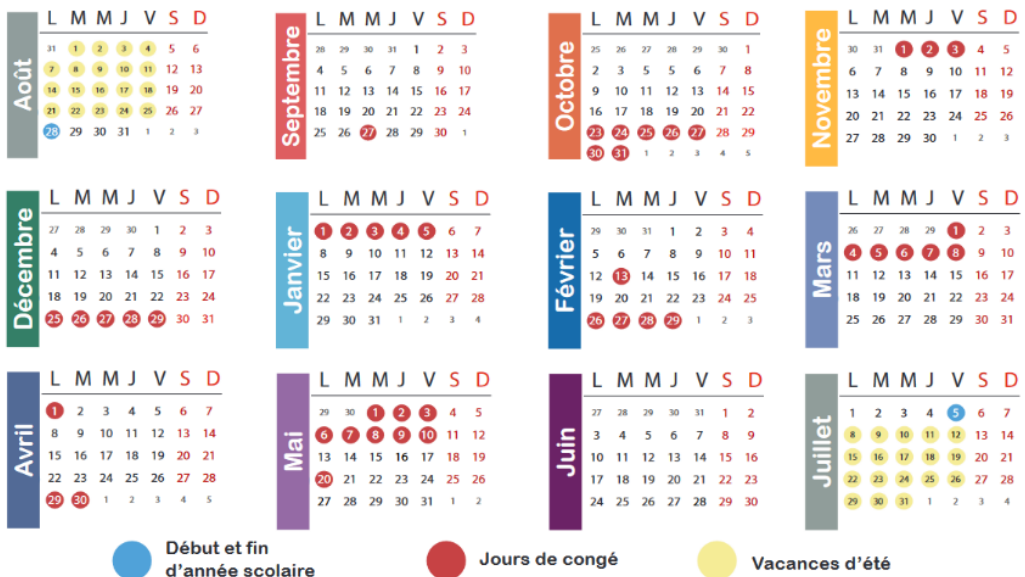 Août
L M M J V S D
31 1 2 3 4 5 6
7 8 9 10 11 12 13
14 15 16 17 18 19 20
21 22 23 24 25 26 27
28 29 30 31 1 2 3
Septembre
L M M J V S D
28 29 30 31 1 2 3
4 5 6 7 8 9 10
11 12 13 14 15 16 17
18 19 20 21 22 23 24
25 26 27 28 29 30 1
Octobre
L M M J V S D
25 26 27 28 29 30 1
2 3 4 5 6 7 8
9 10 11 12 13 14 15
16 17 18 19 20 21 22
23 24 25 26 27 28 29
30 31 1 2 3 4 5
Novembre
L M M J V S D
30 31 1 2 3 4 5
6 7 8 9 10 11 12
13 14 15 16 17 18 19
20 21 22 23 24 25 26
27 28 29 30 1 2 3
Décembre
L M M J V S D
27 28 29 30 1 2 3
4 5 6 7 8 9 10
11 12 13 14 15 16 17
18 19 20 21 22 23 24
25 26 27 28 29 30 31
Janvier
L M M J V S D
1 2 3 4 5 6 7
8 9 10 11 12 13 14
15 16 17 18 19 20 21
22 23 24 25 26 27 28
29 30 31 1 2 3 4
Février
L M M J V S D
29 30 31 1 2 3 4
5 6 7 8 9 10 11
12 13 14 15 16 17 18
19 20 21 22 23 24 25
26 27 28 29 1 2 3
Mars
L M M J V S D
26 27 28 29 1 2 3
4 5 6 7 8 9 10
11 12 13 14 15 16 17
18 19 20 21 22 23 24
25 26 27 28 29 30 31
Avril
L M M J V S D
1 2 3 4 5 6 7
8 9 10 11 12 13 14
15 16 17 18 19 20 21
22 23 24 25 26 27 28
29 30 1 2 3 4 5
Mai
L M M J V S D
29 30 1 2 3 4 5
6 7 8 9 10 11 12
13 14 15 16 17 18 19
20 21 22 23 24 25 26
27 28 29 30 31 1 2
Juin
L M M J V S D
27 28 29 30 31 1 2
3 4 5 6 7 8 9
10 11 12 13 14 15 16
17 18 19 20 21 22 23
24 25 26 27 28 29 30
Juillet
L M M J V S D
1 2 3 4 5 6 7
8 9 10 11 12 13 14
15 16 17 18 19 20 21
22 23 24 25 26 27 28
29 30 31 1 2 3 4
Début et fin
d'année scolaire
Jours de congé
Vacances d'été